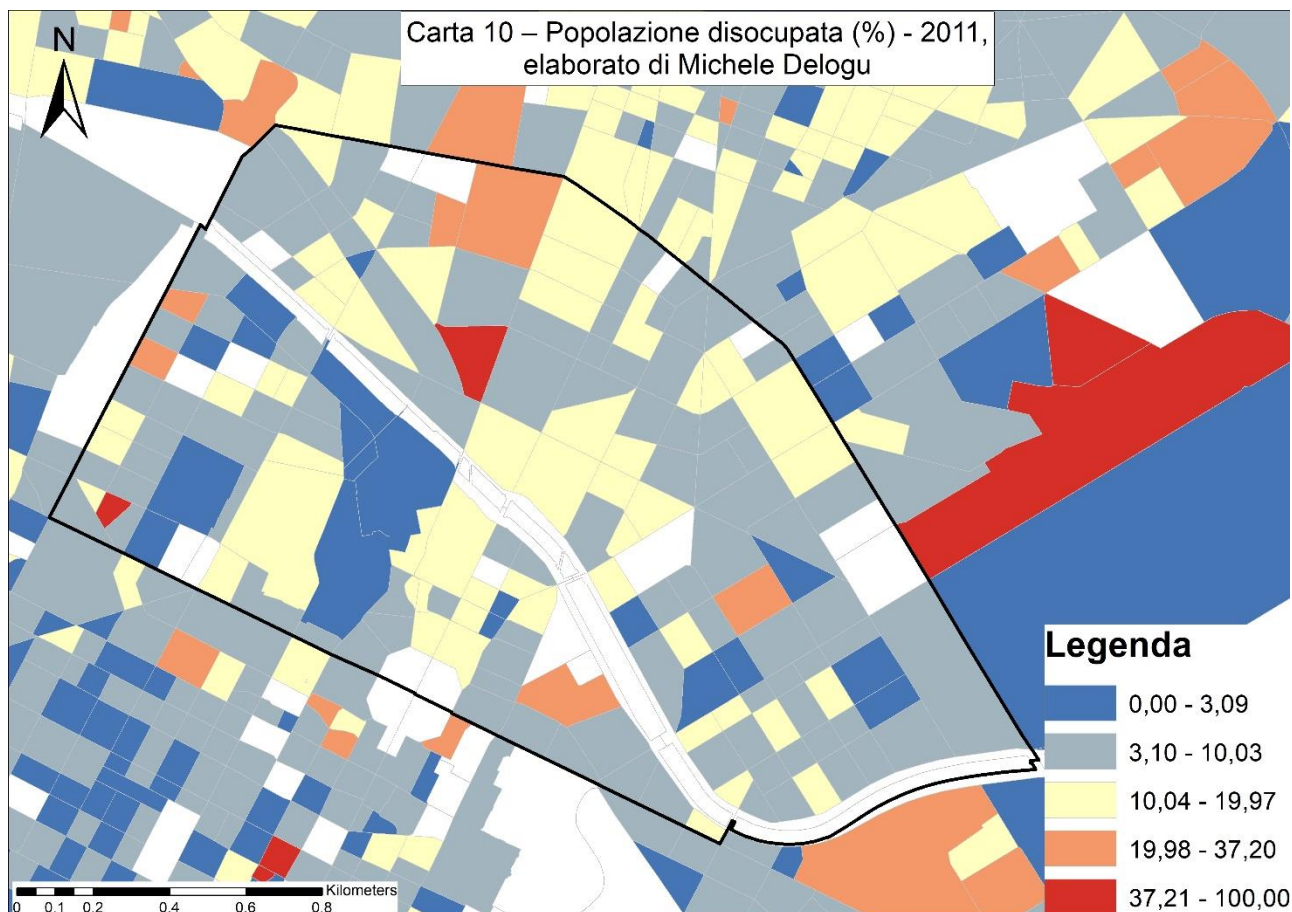 Carta 10 – Popolazione disocupata (%) - 2011,
elaborato di Michele Delogu
N
Legenda
0,00 - 3,09
3,10 - 10,03
10,04 - 19,97
19,98 - 37,20
37,21 - 100,00
Kilometers
0 0.1 0.2 0.4 0.6 0.8